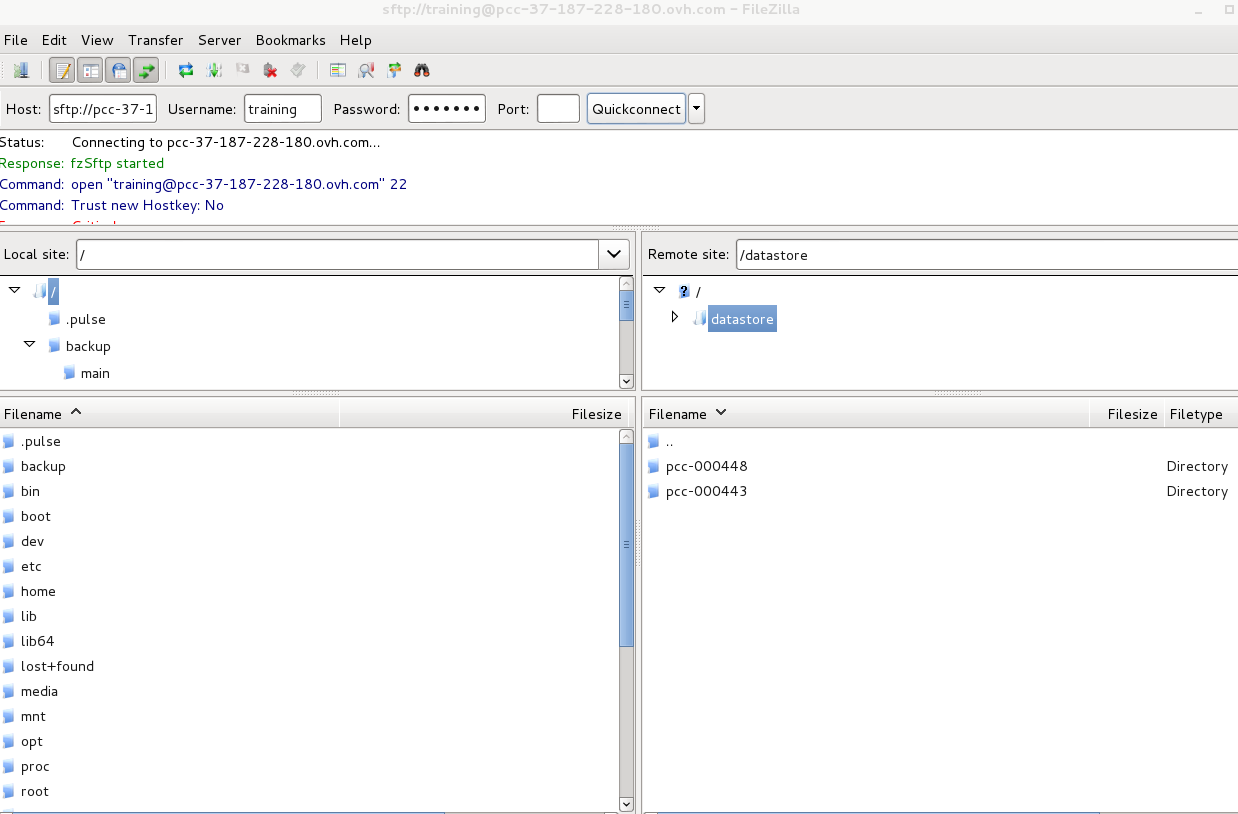 sftp://training@pcc-37-187-228-180.ovh.com - FileZilla
File Edit View Transfer Server Bookmarks Help
Host: sftp://pcc-37-1 Username: training Password: ••••••• Port: Quickconnect
Status: Connecting to pcc-37-187-228-180.ovh.com...
Response: fzSftp started
Command: open "training@pcc-37-187-228-180.ovh.com" 22
Command: Trust new Hostkey: No
Local site: /
Remote site: /datastore
/
.pulse
backup
main
? /
datastore
Filename Filesize
.pulse
backup
bin
boot
dev
etc
home
lib
lib64
lost+found
media
mnt
opt
proc
root
Filename Filesize Filetype
..
pcc-000448 Directory
pcc-000443 Directory